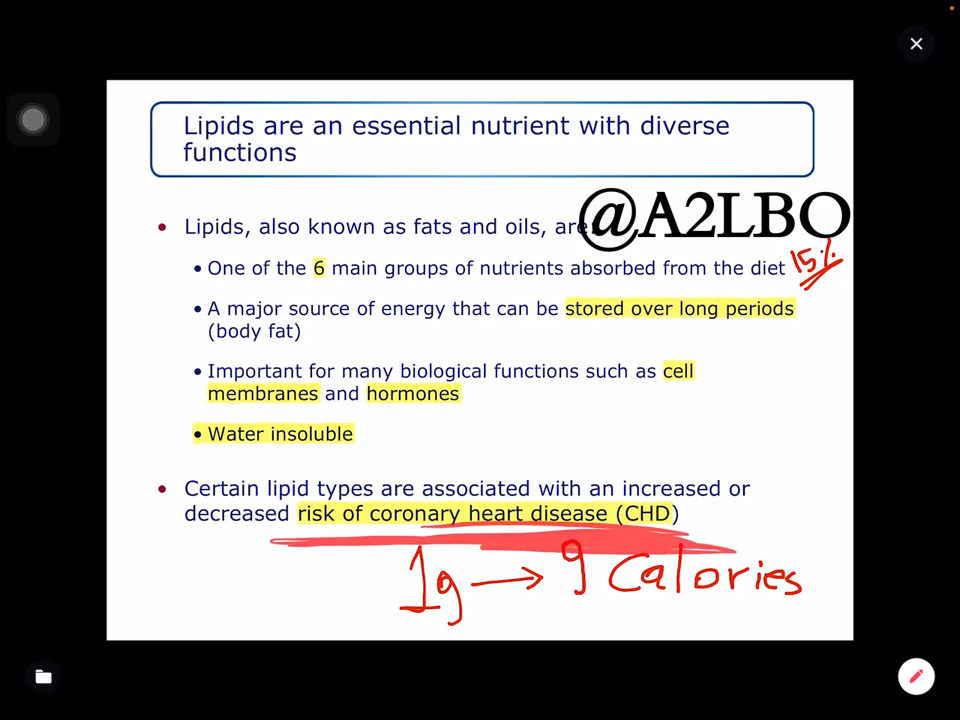 Lipids are an essential nutrient with diverse
functions
@A2LBOT
• Lipids, also known as fats and oils, are:
• One of the 6 main groups of nutrients absorbed from the diet 15%
• A major source of energy that can be stored over long periods
(body fat)
• Important for many biological functions such as cell
membranes and hormones
• Water insoluble
• Certain lipid types are associated with an increased or
decreased risk of coronary heart disease (CHD)
1g → 9 Calories